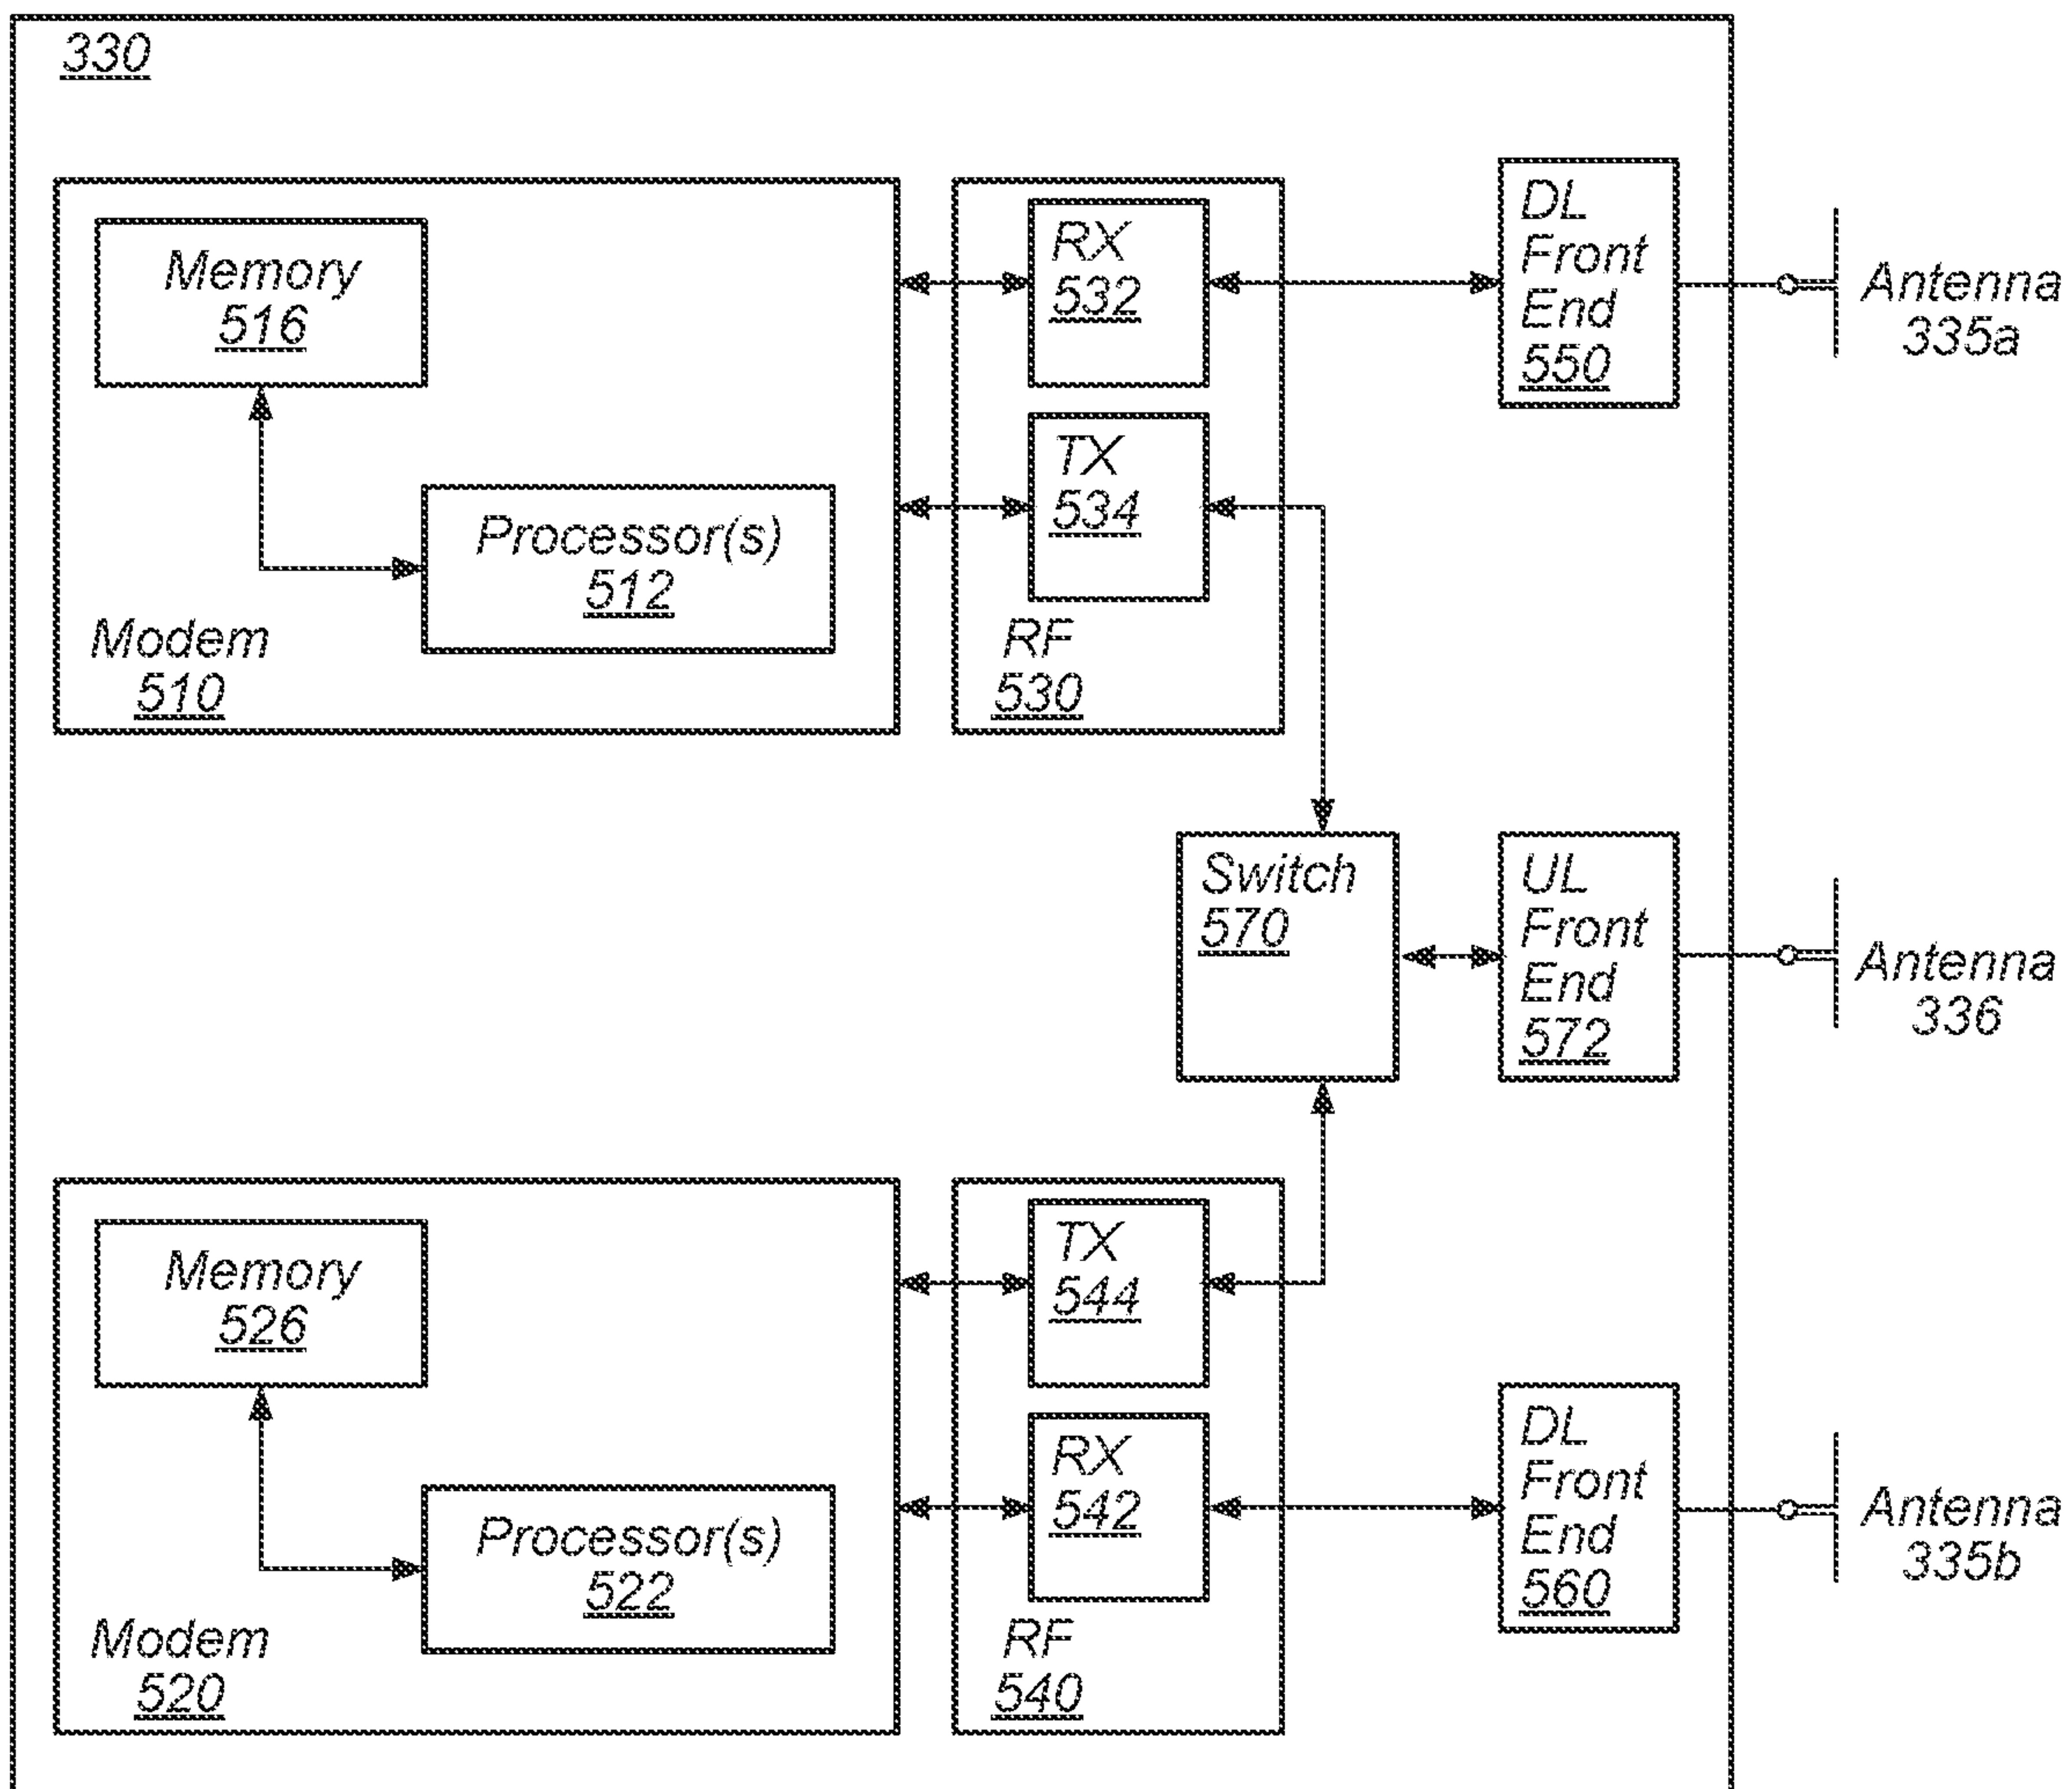 330
Memory
516
Processor(s)
512
Modem
510
RX
532
TX
534
RF
530
DL
Front
End
550
Antenna
335a
Switch
570
UL
Front
End
572
Antenna
336
Memory
526
Processor(s)
522
Modem
520
TX
544
RX
542
RF
540
DL
Front
End
560
Antenna
335b